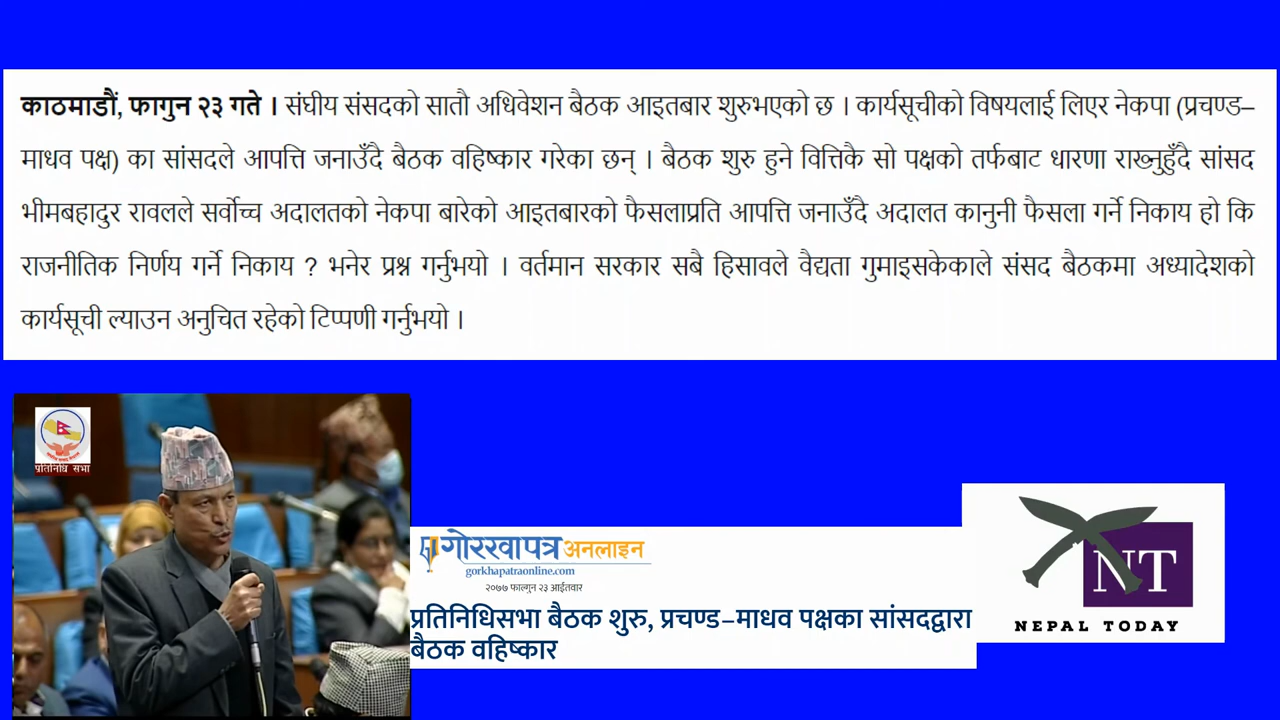 काठमाडौं, फागुन २३ गते । संघीय संसदको सातौ अधिवेशन बैठक आइतबार शुरुभएको छ । कार्यसूचीको विषयलाई लिएर नेकपा (प्रचण्ड–
माधव पक्ष) का सांसदले आपत्ति जनाउँदै बैठक वहिष्कार गरेका छन् । बैठक शुरु हुने वित्तिकै सो पक्षको तर्फबाट धारणा राख्नुहुँदै सांसद
भीमबहादुर रावलले सर्वोच्च अदालतको नेकपा बारेको आइतबारको फैसलाप्रति आपत्ति जनाउँदै अदालत कानुनी फैसला गर्ने निकाय हो कि
राजनीतिक निर्णय गर्ने निकाय ? भनेर प्रश्न गर्नुभयो । वर्तमान सरकार सबै हिसावले वैद्यता गुमाइसकेकाले संसद बैठकमा अध्यादेशको
कार्यसूची ल्याउन अनुचित रहेको टिप्पणी गर्नुभयो ।
प्रतिनिधि सभा
गोरखापत्र अनलाइन
gorkhapatraonline.com
२०७७ फाल्गुन २३ आईतवार
प्रतिनिधिसभा बैठक शुरु, प्रचण्ड–माधव पक्षका सांसदद्वारा
बैठक वहिष्कार
NT
NEPAL TODAY